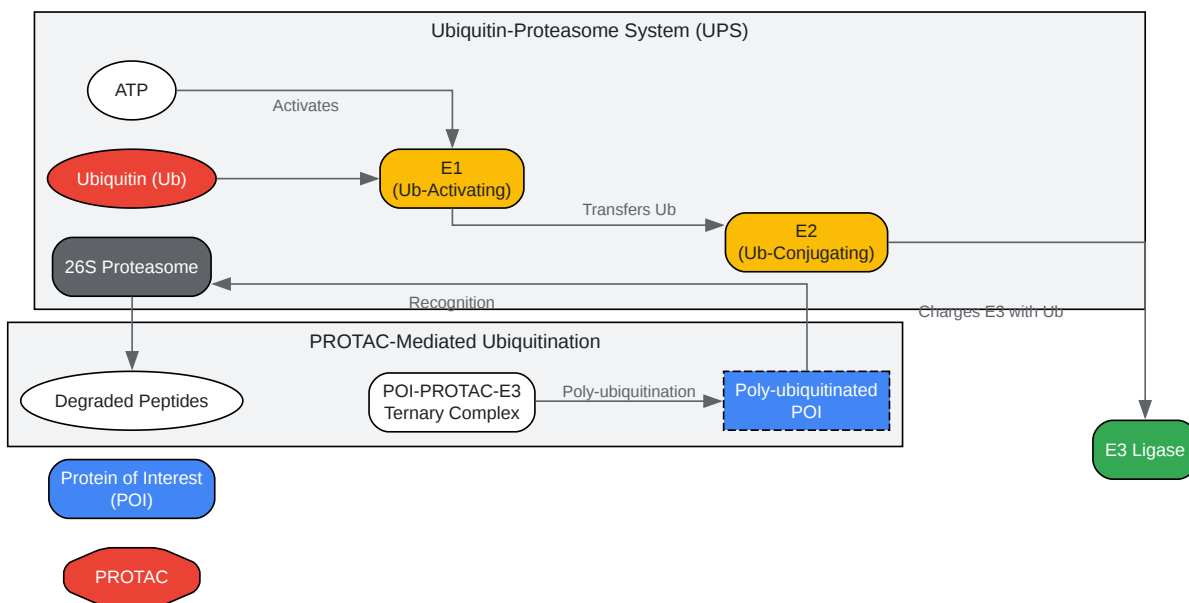 Ubiquitin-Proteasome System (UPS)
ATP
Activates
Ubiquitin (Ub)
E1
(Ub-Activating)
Transfers Ub
E2
(Ub-Conjugating)
26S Proteasome
Recognition
Charges E3 with Ub
PROTAC-Mediated Ubiquitination
Degraded Peptides
POI-PROTAC-E3
Ternary Complex
Poly-ubiquitination
Poly-ubiquitinated
POI
E3 Ligase
Protein of Interest
(POI)
PROTAC